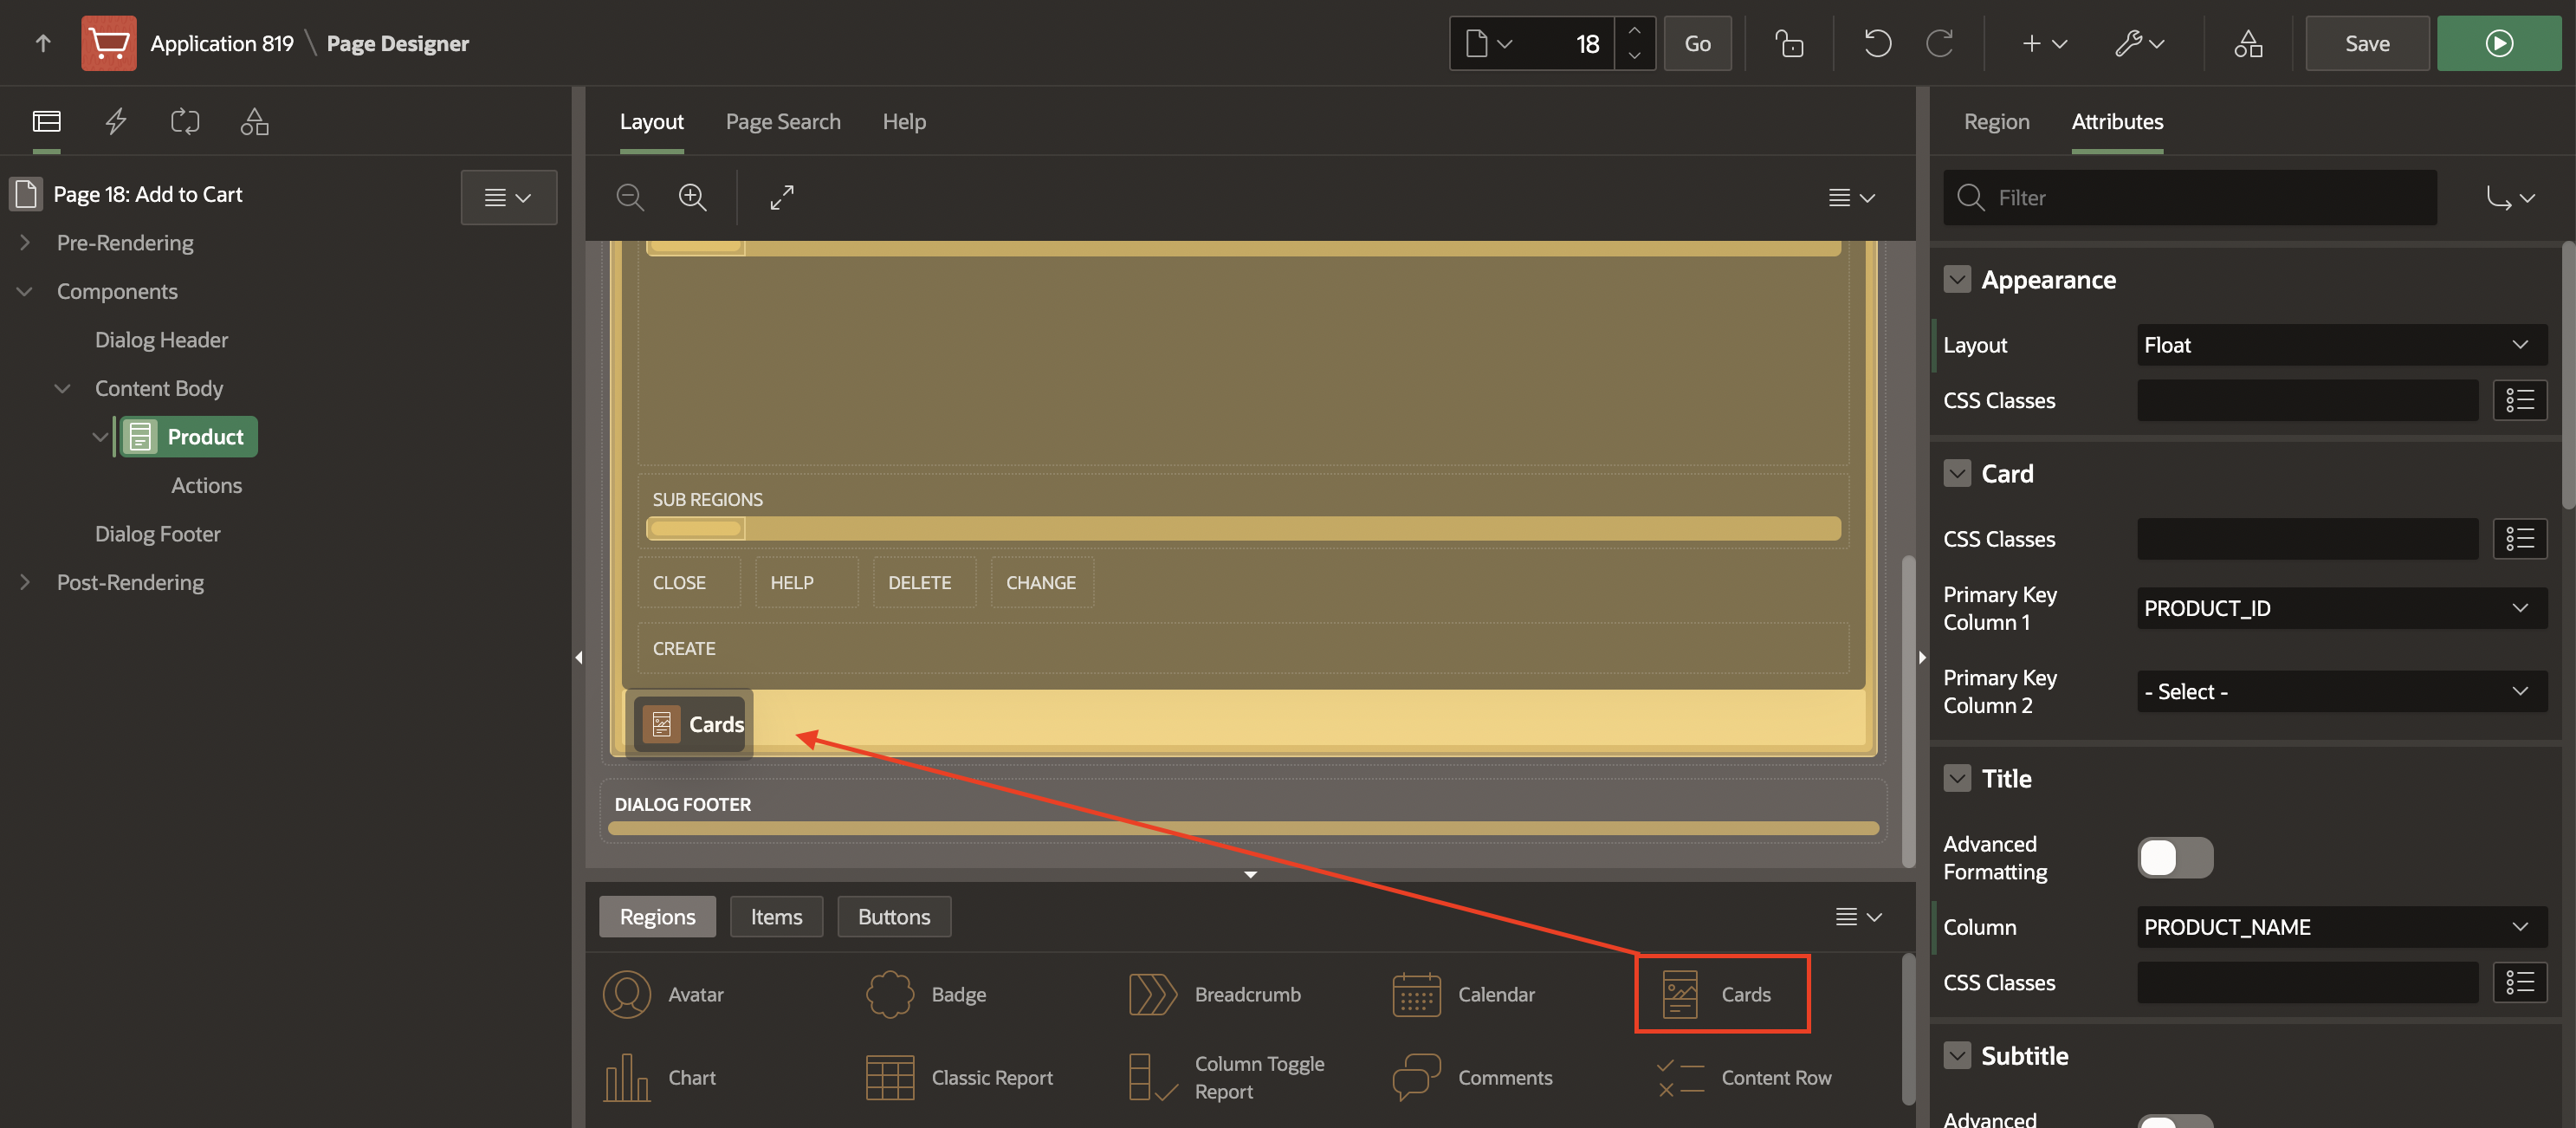 Application 819 \ Page Designer
18
Go
Save
Layout
Page Search
Help
Region
Attributes
Page 18: Add to Cart
Pre-Rendering
Components
Dialog Header
Content Body
Product
Actions
Dialog Footer
Post-Rendering
SUB REGIONS
CLOSE
HELP
DELETE
CHANGE
CREATE
Cards
DIALOG FOOTER
Regions
Items
Buttons
Avatar
Badge
Breadcrumb
Calendar
Cards
Chart
Classic Report
Column Toggle
Report
Comments
Content Row
Filter
Appearance
Layout
Float
CSS Classes
Card
CSS Classes
Primary Key
Column 1
PRODUCT_ID
Primary Key
Column 2
- Select -
Title
Advanced
Formatting
Column
PRODUCT_NAME
CSS Classes
Subtitle
Advanced